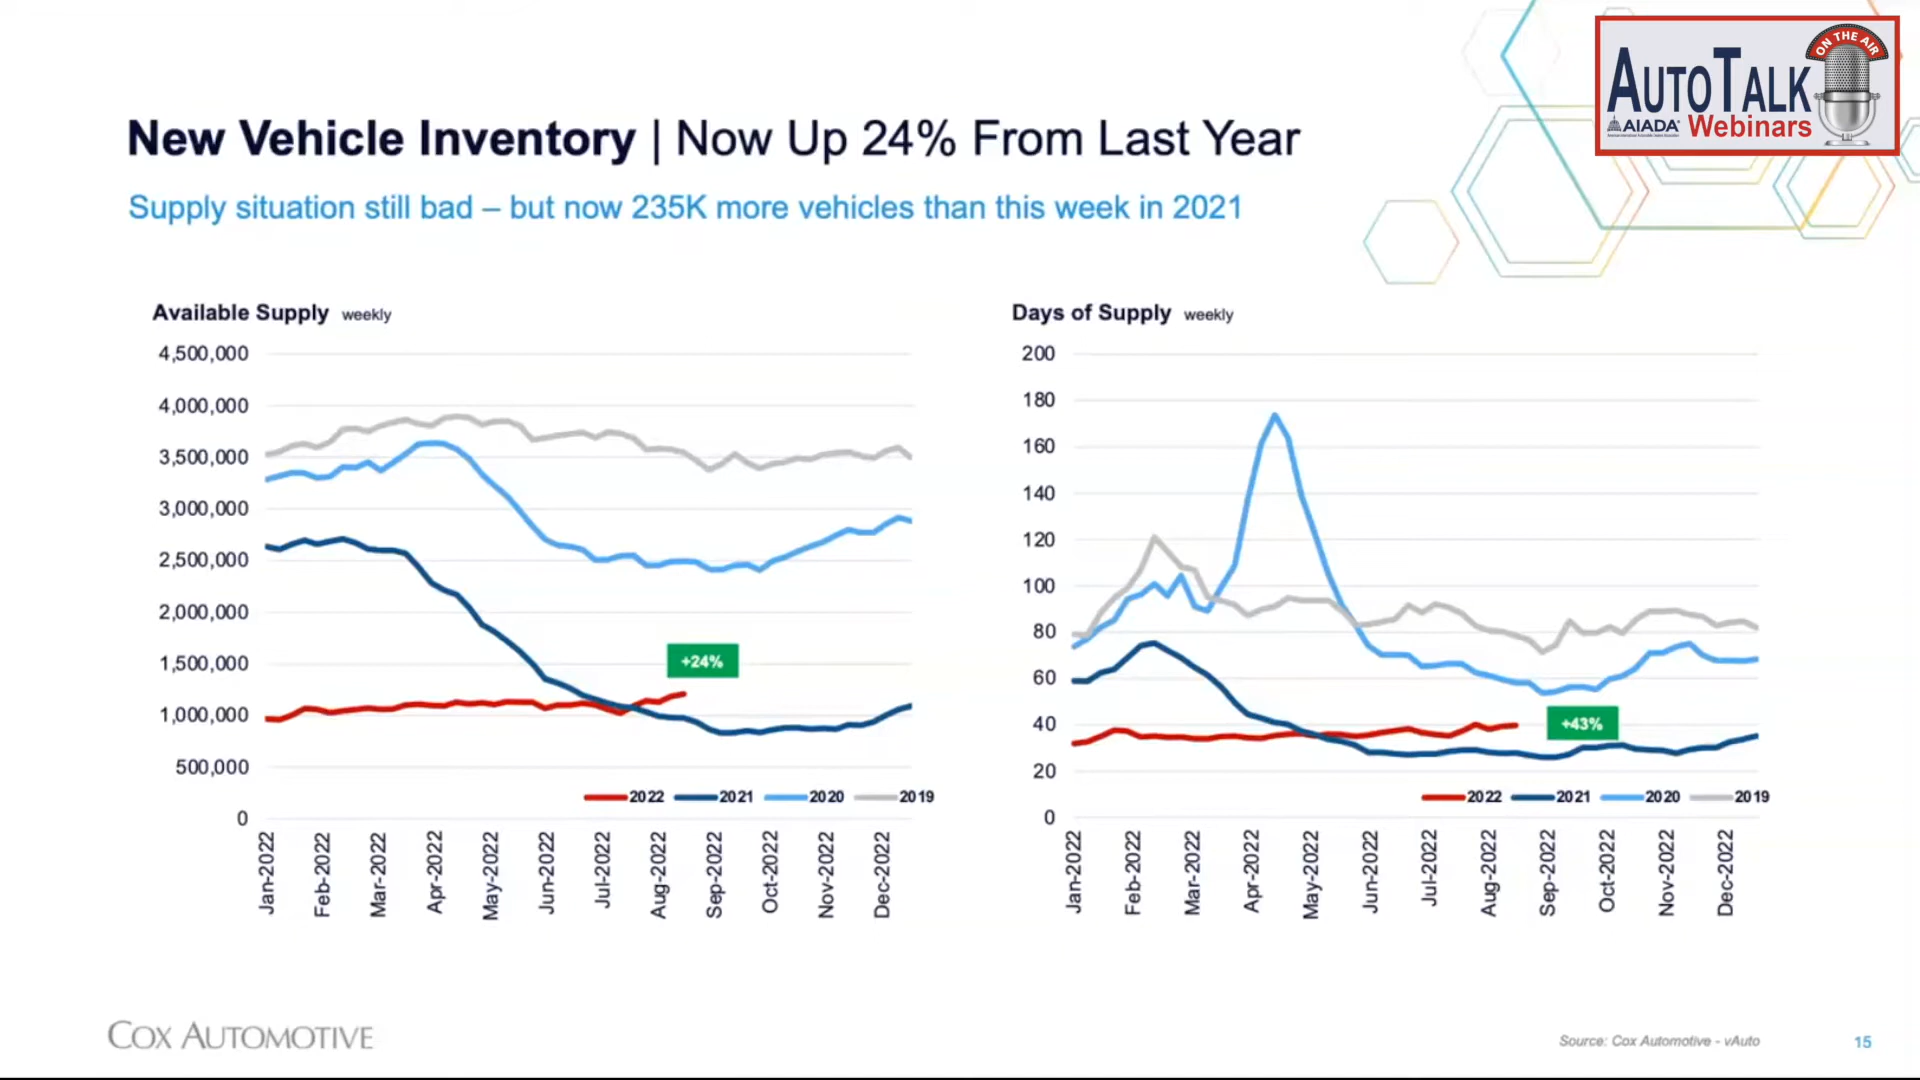 ON THE AIR
AUTOTALK
AIADA Webinars
New Vehicle Inventory | Now Up 24% From Last Year
Supply situation still bad – but now 235K more vehicles than this week in 2021
Available Supply weekly
4,500,000
4,000,000
3,500,000
3,000,000
2,500,000
2,000,000
1,500,000
1,000,000
500,000
0
+24%
2022 2021 2020 2019
Jan-2022
Feb-2022
Mar-2022
Apr-2022
May-2022
Jun-2022
Jul-2022
Aug-2022
Sep-2022
Oct-2022
Nov-2022
Dec-2022
Days of Supply weekly
200
180
160
140
120
100
80
60
40
20
0
+43%
2022 2021 2020 2019
Jan-2022
Feb-2022
Mar-2022
Apr-2022
May-2022
Jun-2022
Jul-2022
Aug-2022
Sep-2022
Oct-2022
Nov-2022
Dec-2022
COX AUTOMOTIVE
Source: Cox Automotive - vAuto
15